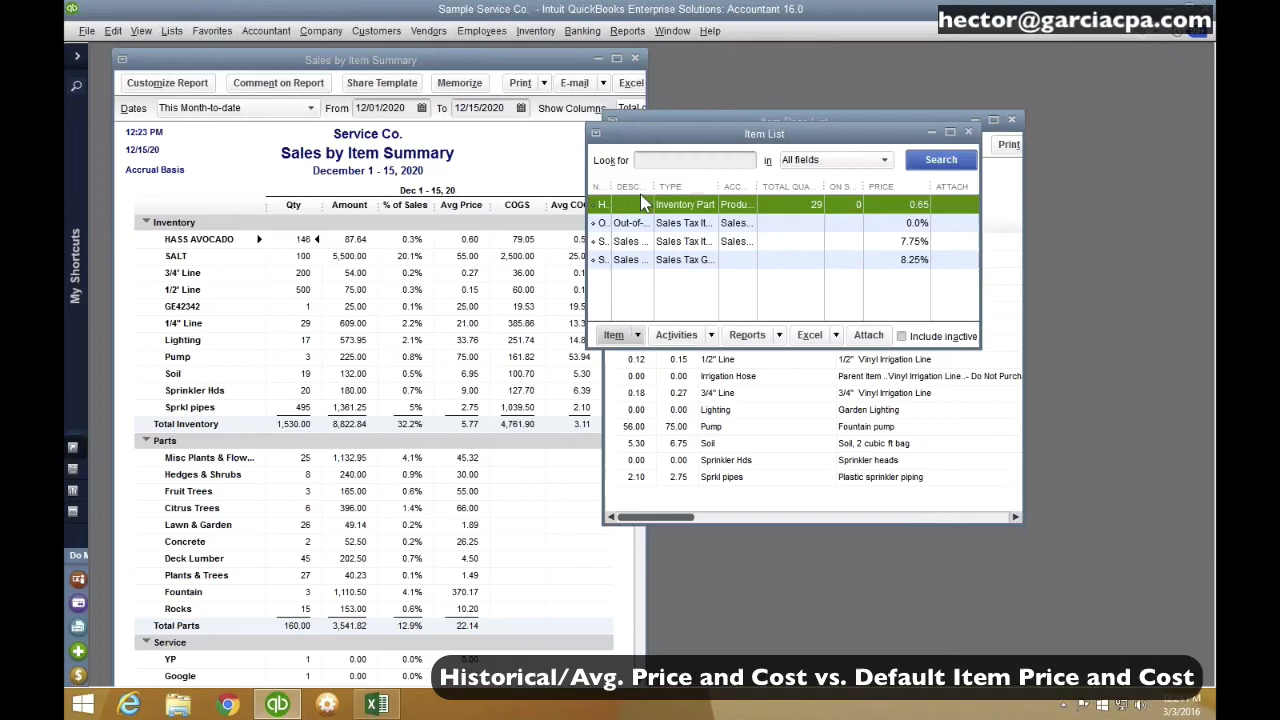 Sample Service Co. - Intuit QuickBooks Enterprise Solutions: Accountant 16.0
hector@garciacpa.com
File Edit View Lists Favorites Accountant Company Customers Vendors Employees Inventory Banking Reports Window Help
Sales by Item Summary
Customize Report Comment on Report Share Template Memorize Print E-mail Excel
Dates This Month-to-date From 12/01/2020 To 12/15/2020 Show Columns
12:23 PM Service Co.
12/15/20 Sales by Item Summary
Accrual Basis December 1 - 15, 2020
Dec 1 - 15, 20
Qty Amount % of Sales Avg Price COGS
Inventory
HASS AVOCADO 146 87.64 0.3% 0.60 79.05
SALT 100 5,500.00 20.1% 55.00 2,500.00
3/4' Line 200 54.00 0.2% 0.27 36.00
1/2' Line 500 75.00 0.3% 0.15 60.00
GE42342 1 25.00 0.1% 25.00 19.53 19.53
1/4" Line 29 609.00 2.2% 21.00 385.86
Lighting 17 573.95 2.1% 33.76 251.74
Pump 3 225.00 0.8% 75.00 161.82 53.94
Soil 19 132.00 0.5% 6.95 100.70 5.30
Sprinkler Hds 20 180.00 0.7% 9.00 127.70 6.39
Sprkl pipes 495 1,361.25 5% 2.75 1,039.50 2.10
Total Inventory 1,530.00 8,822.84 32.2% 5.77 4,761.90 3.11
Parts
Misc Plants & Flow... 25 1,132.95 4.1% 45.32
Hedges & Shrubs 8 240.00 0.9% 30.00
Fruit Trees 3 165.00 0.6% 55.00
Citrus Trees 6 396.00 1.4% 66.00
Lawn & Garden 26 49.14 0.2% 1.89
Concrete 2 52.50 0.2% 26.25
Deck Lumber 45 202.50 0.7% 4.50
Plants & Trees 27 40.23 0.1% 1.49
Fountain 3 1,110.50 4.1% 370.17
Rocks 15 153.00 0.6% 10.20
Total Parts 160.00 3,541.82 12.9% 22.14
Service
YP 1 0.00 0.0%
Google 1 0.00
My Shortcuts
Print
Item List
Look for in All fields Search
N... DESC... TYPE ACC... TOTAL QUA... ON S... PRICE ATTACH
H.. Inventory Part Produ... 29 0 0.65
O.. Out-of-... Sales Tax It... Sales... 0.0%
S.. Sales ... Sales Tax It... Sales... 7.75%
S.. Sales ... Sales Tax G... 8.25%
Item Activities Reports Excel Attach Include inactive
0.12 0.15 1/2" Line 1/2" Vinyl Irrigation Line
0.00 0.00 Irrigation Hose Parent Item ..Vinyl Irrigation Line..- Do Not Purch
0.18 0.27 3/4" Line 3/4" Vinyl Irrigation Line
0.00 0.00 Lighting Garden Lighting
56.00 75.00 Pump Fountain pump
5.30 6.75 Soil Soil, 2 cubic ft bag
0.00 0.00 Sprinkler Hds Sprinkler heads
2.10 2.75 Sprkl pipes Plastic sprinkler piping
Historical/Avg. Price and Cost vs. Default Item Price and Cost
3/3/2016